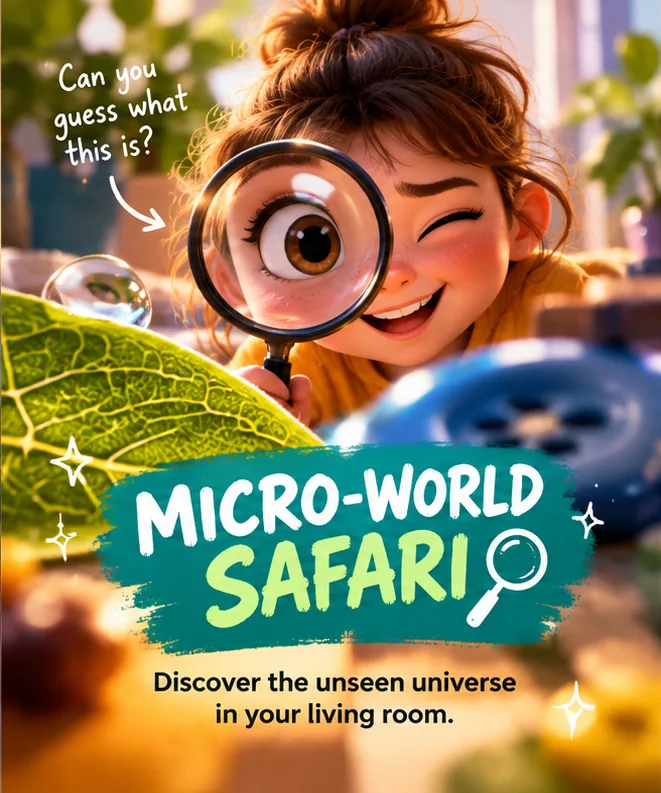 Can you
guess what
this is?
MICRO-WORLD
SAFARI
Discover the unseen universe
in your living room.